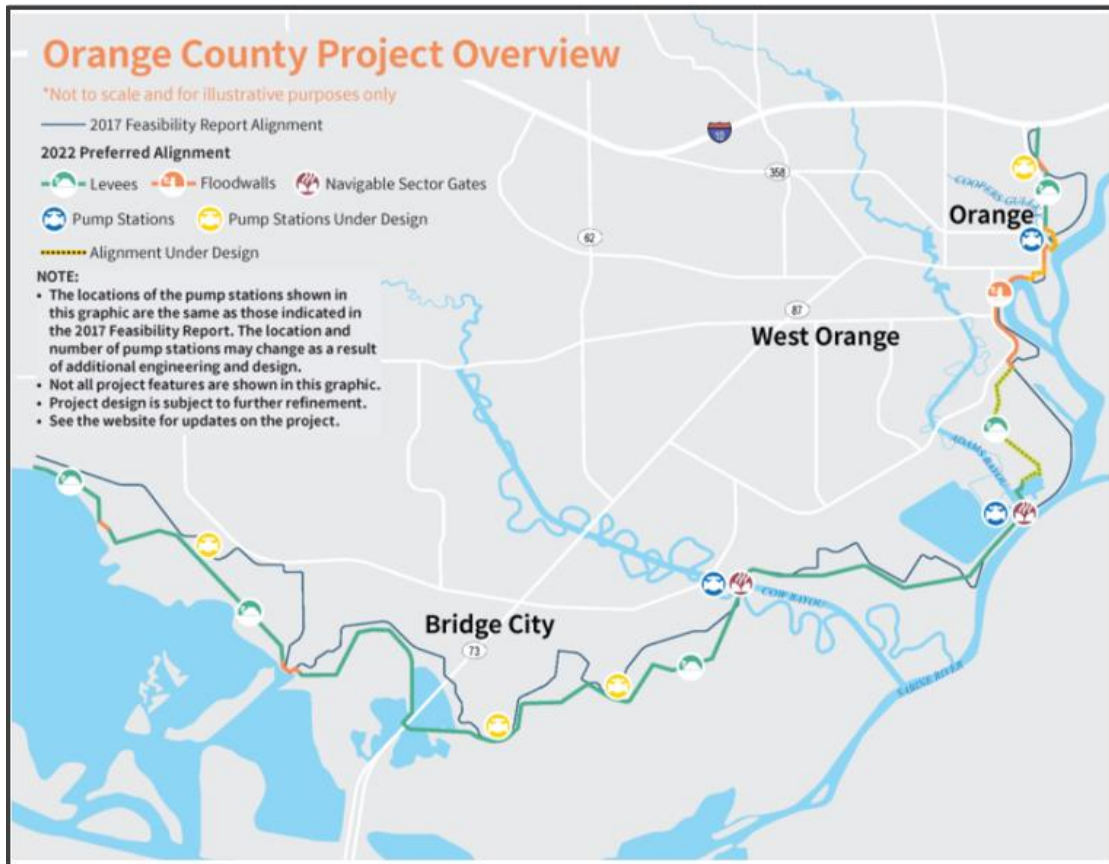 Orange County Project Overview
*Not to scale and for illustrative purposes only
2017 Feasibility Report Alignment
2022 Preferred Alignment
Levees
Floodwalls
Navigable Sector Gates
Pump Stations
Pump Stations Under Design
Alignment Under Design
NOTE:
• The locations of the pump stations shown in
this graphic are the same as those indicated in
the 2017 Feasibility Report. The location and
number of pump stations may change as a result
of additional engineering and design.
• Not all project features are shown in this graphic.
• Project design is subject to further refinement.
• See the website for updates on the project.
10
358
COOPERS GULLY
Orange
62
87
West Orange
ADAMS BAYOU
COW BAYOU
Bridge City
73
SABINE RIVER